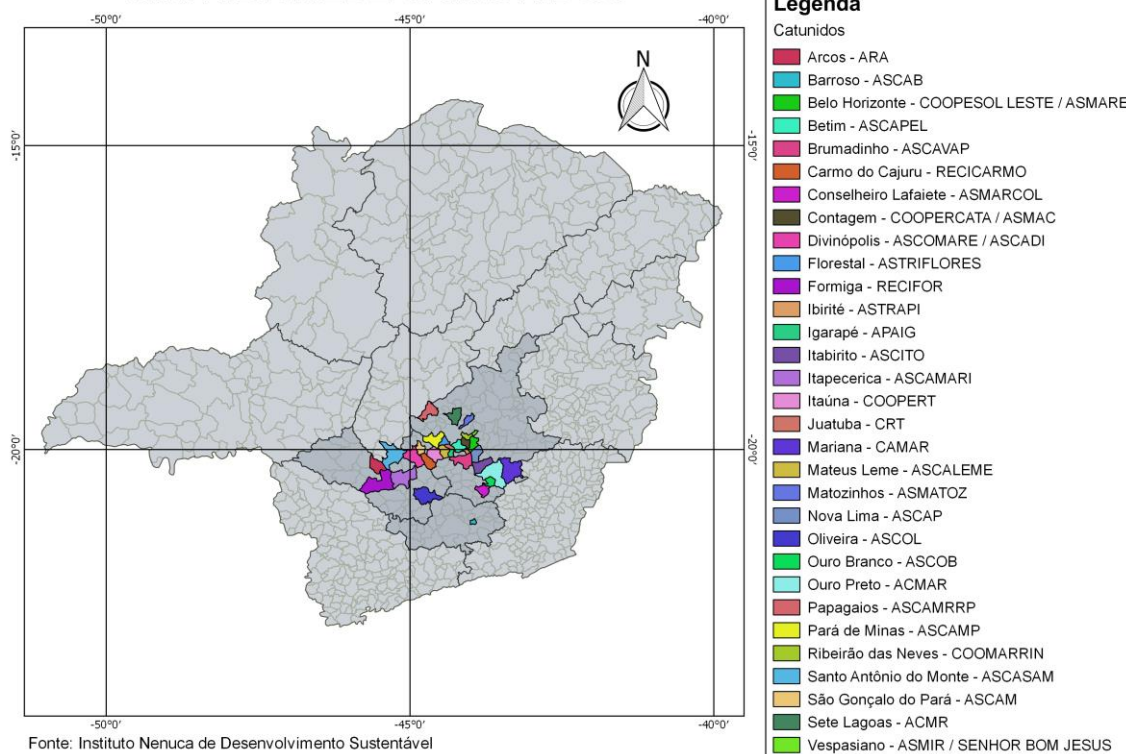 Legenda
Catunidos
Arcos - ARA
Barroso - ASCAB
Belo Horizonte - COOPESOL LESTE / ASMARE
Betim - ASCAPEL
Brumadinho - ASCAVAP
Carmo do Cajuru - RECICARMO
Conselheiro Lafaiete - ASMARCOL
Contagem - COOPERCATA / ASMAC
Divinópolis - ASCOMARE / ASCADI
Florestal - ASTRIFLORES
Formiga - RECIFOR
Ibirité - ASTRAPI
Igarapé - APAIG
Itabirito - ASCITO
Itapecerica - ASCAMARI
Itaúna - COOPERT
Juatuba - CRT
Mariana - CAMAR
Mateus Leme - ASCALEME
Matozinhos - ASMATOZ
Nova Lima - ASCAP
Oliveira - ASCOL
Ouro Branco - ASCOB
Ouro Preto - ACMAR
Papagaios - ASCAMRRP
Pará de Minas - ASCAMP
Ribeirão das Neves - COOMARRIN
Santo Antônio do Monte - ASCASAM
São Gonçalo do Pará - ASCAM
Sete Lagoas - ACMR
Vespasiano - ASMIR / SENHOR BOM JESUS
-50°0' -45°0' -40°0'
N
-15°0' -15°0'
-20°0' -20°0'
-50°0' -45°0' -40°0'
Fonte: Instituto Nenuca de Desenvolvimento Sustentável